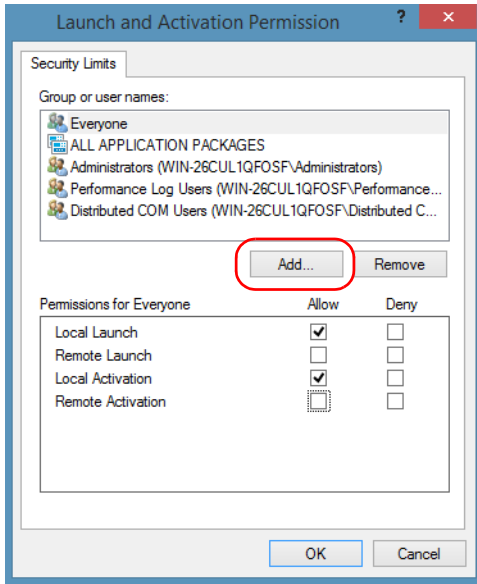 Launch and Activation Permission ?
Security Limits
Group or user names:
Everyone
ALL APPLICATION PACKAGES
Administrators (WIN-26CUL1QFOSF\Administrators)
Performance Log Users (WIN-26CUL1QFOSF\Performance...
Distributed COM Users (WIN-26CUL1QFOSF\Distributed C...
Add... Remove
Permissions for Everyone Allow Deny
Local Launch
Remote Launch
Local Activation
Remote Activation
OK Cancel